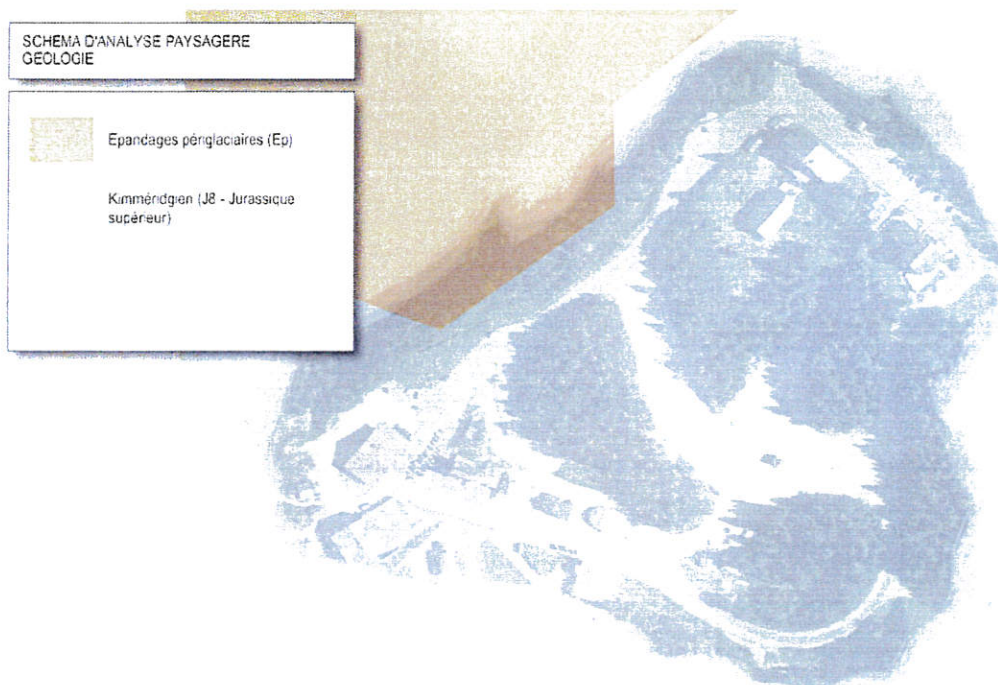 SCHEMA D'ANALYSE PAYSAGERE
GEOLOGIE
Epandages périglaciaires (Ep)
Kimméridgien (J8 - Jurassique
supérieur)